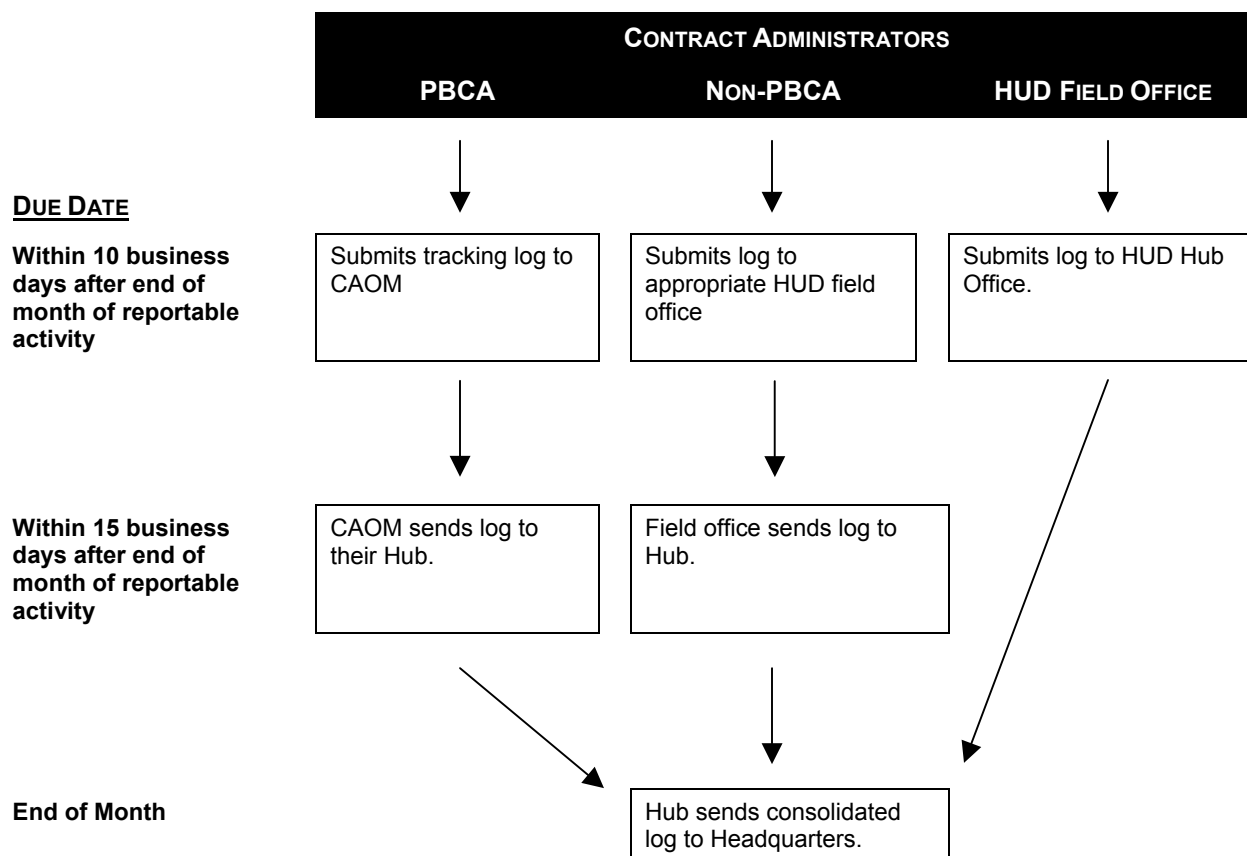 CONTRACT ADMINISTRATORS
PBCA
NON-PBCA
HUD FIELD OFFICE
DUE DATE
Within 10 business
days after end of
month of reportable
activity
Submits tracking log to
CAOM
Submits log to
appropriate HUD field
office
Submits log to HUD Hub
Office.
Within 15 business
days after end of
month of reportable
activity
CAOM sends log to
their Hub.
Field office sends log to
Hub.
End of Month
Hub sends consolidated
log to Headquarters.